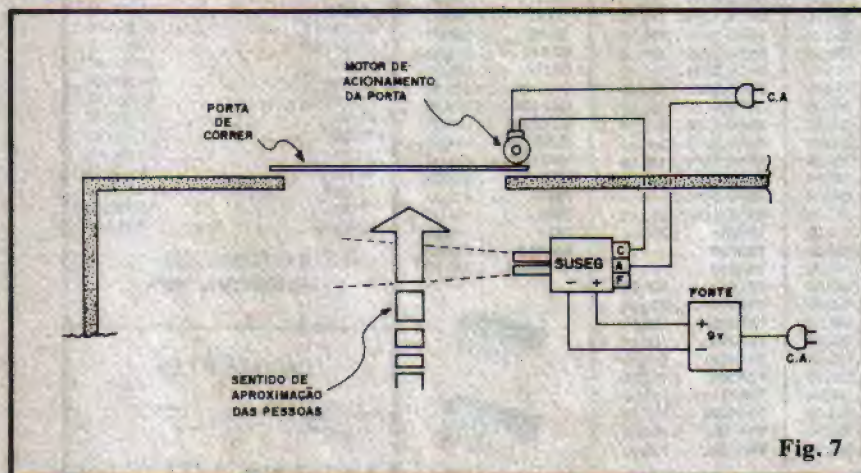 MOTOR DE
ACIONAMENTO
DA PORTA
PORTA
DE
CORRER
C.A
C
SUSEG
A
F
- +
FONTE
+
9v
-
C.A.
SENTIDO DE
APROXIMAÇÃO
DAS PESSOAS
Fig. 7